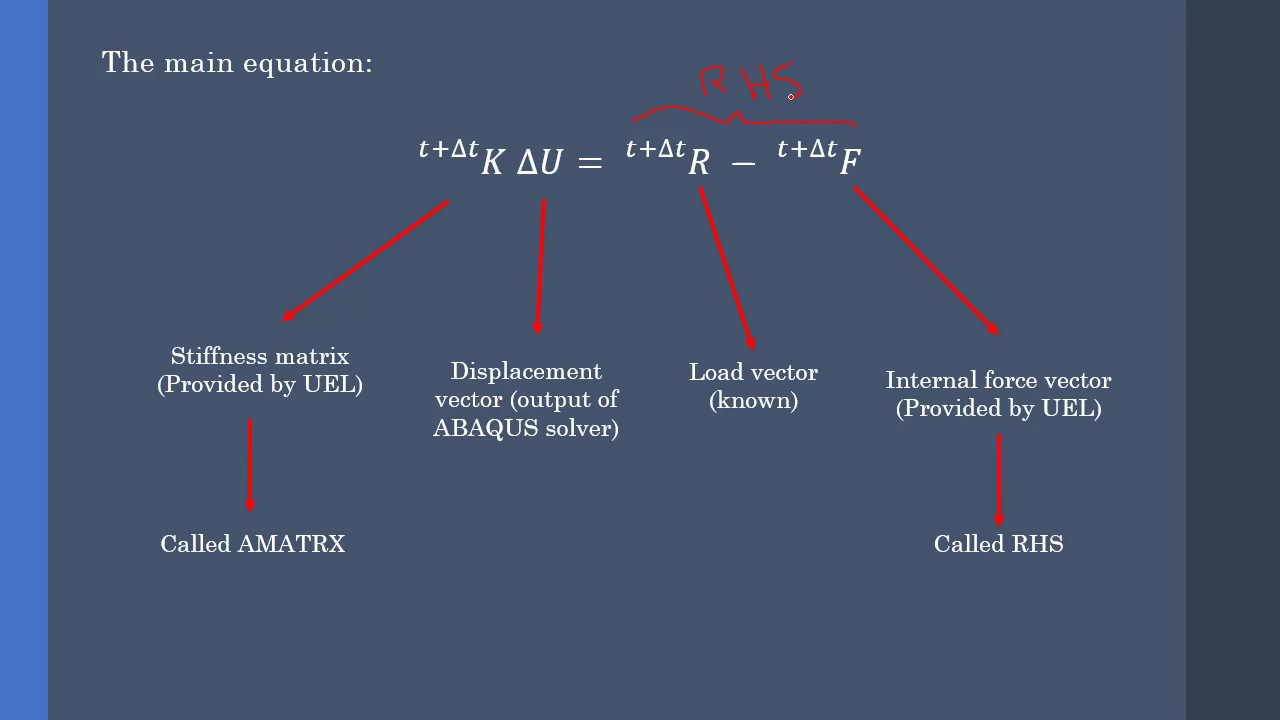 The main equation:
RHS
t+Δt K ΔU = t+Δt R − t+Δt F
Stiffness matrix
(Provided by UEL)
Displacement
vector (output of
ABAQUS solver)
Load vector
(known)
Internal force vector
(Provided by UEL)
Called AMATRX
Called RHS